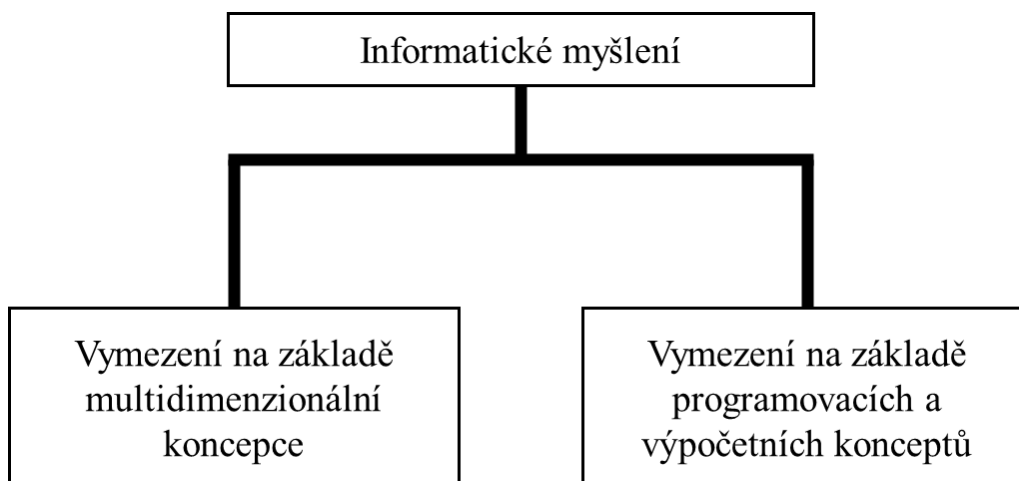 Informatické myšlení
Vymezení na základě
multidimenzionální
koncepce
Vymezení na základě
programovacích a
výpočetních konceptů